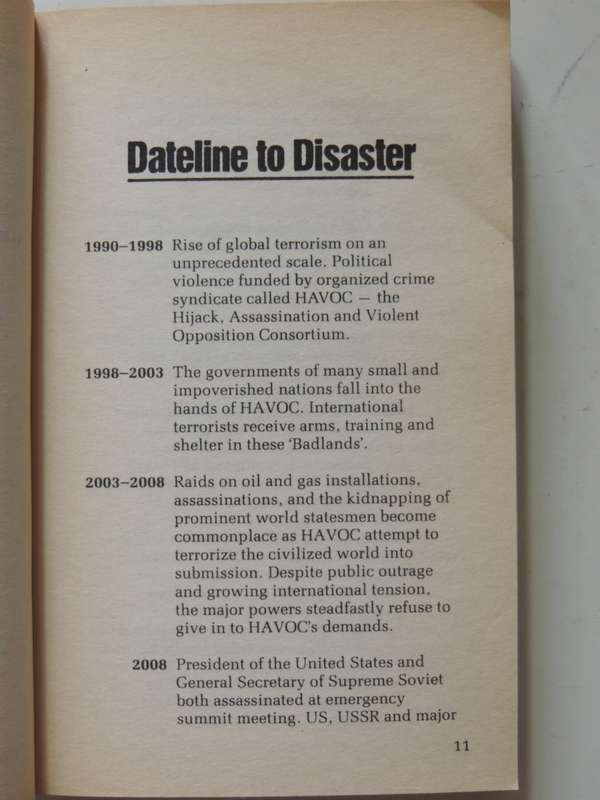 Dateline to Disaster
1990–1998 Rise of global terrorism on an
unprecedented scale. Political
violence funded by organized crime
syndicate called HAVOC — the
Hijack, Assassination and Violent
Opposition Consortium.
1998–2003 The governments of many small and
impoverished nations fall into the
hands of HAVOC. International
terrorists receive arms, training and
shelter in these 'Badlands'.
2003–2008 Raids on oil and gas installations,
assassinations, and the kidnapping of
prominent world statesmen become
commonplace as HAVOC attempt to
terrorize the civilized world into
submission. Despite public outrage
and growing international tension,
the major powers steadfastly refuse to
give in to HAVOC's demands.
2008 President of the United States and
General Secretary of Supreme Soviet
both assassinated at emergency
summit meeting. US, USSR and major
11